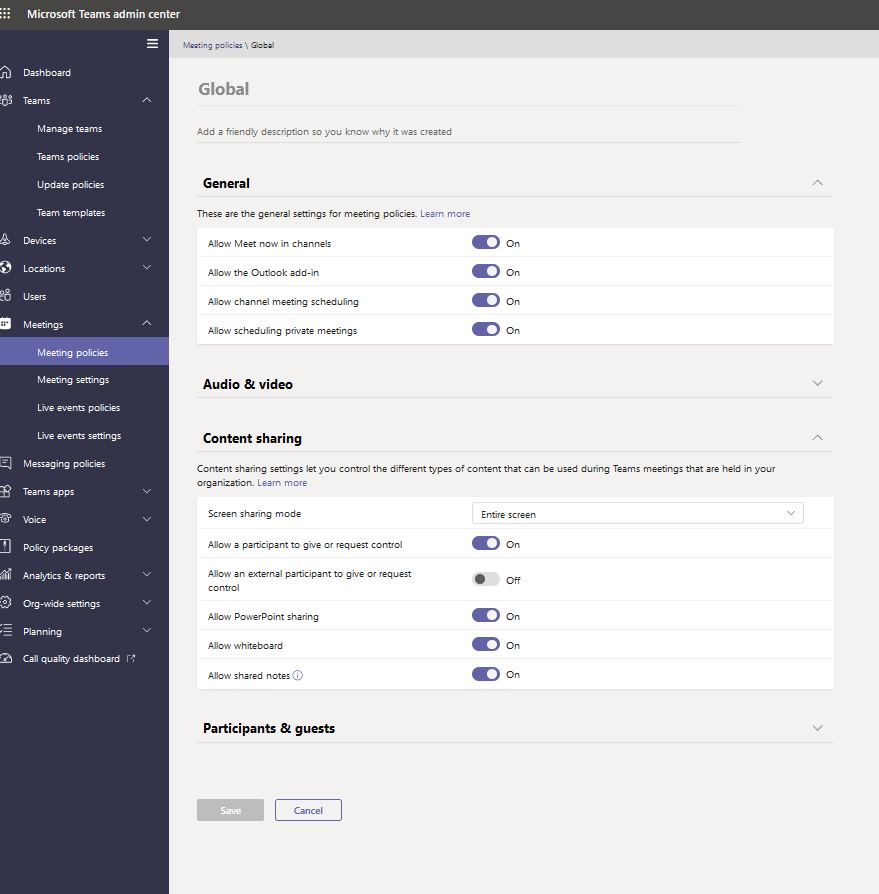 Microsoft Teams admin center
Meeting policies \ Global
Dashboard
Teams
Manage teams
Teams policies
Update policies
Team templates
Devices
Locations
Users
Meetings
Meeting policies
Meeting settings
Live events policies
Live events settings
Messaging policies
Teams apps
Voice
Policy packages
Analytics & reports
Org-wide settings
Planning
Call quality dashboard
Global
Add a friendly description so you know why it was created
General
These are the general settings for meeting policies. Learn more
Allow Meet now in channels On
Allow the Outlook add-in On
Allow channel meeting scheduling On
Allow scheduling private meetings On
Audio & video
Content sharing
Content sharing settings let you control the different types of content that can be used during Teams meetings that are held in your
organization. Learn more
Screen sharing mode Entire screen
Allow a participant to give or request control On
Allow an external participant to give or request
control Off
Allow PowerPoint sharing On
Allow whiteboard On
Allow shared notes On
Participants & guests
Save Cancel